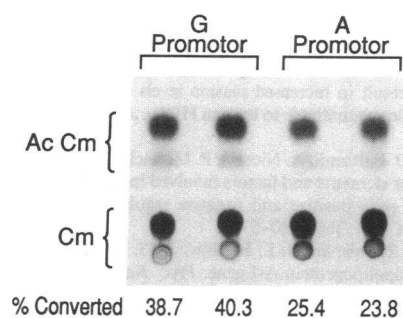 G
Promotor
A
Promotor
Ac Cm
Cm
% Converted 38.7 40.3 25.4 23.8